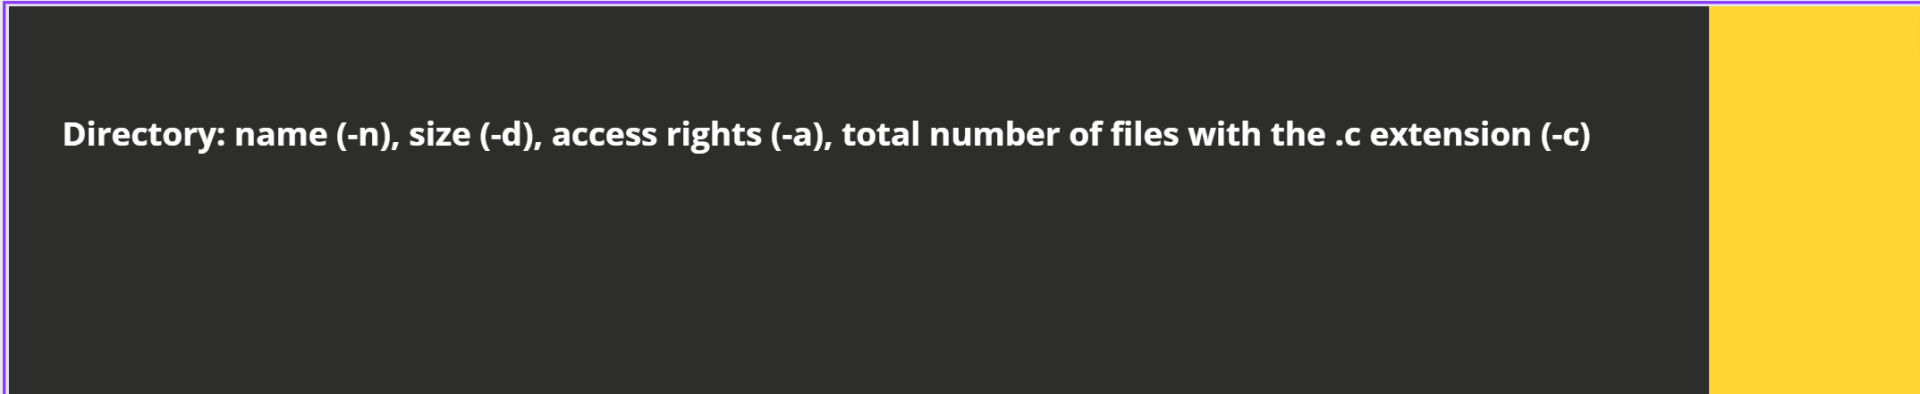 Directory: name (-n), size (-d), access rights (-a), total number of files with the .c extension (-c)